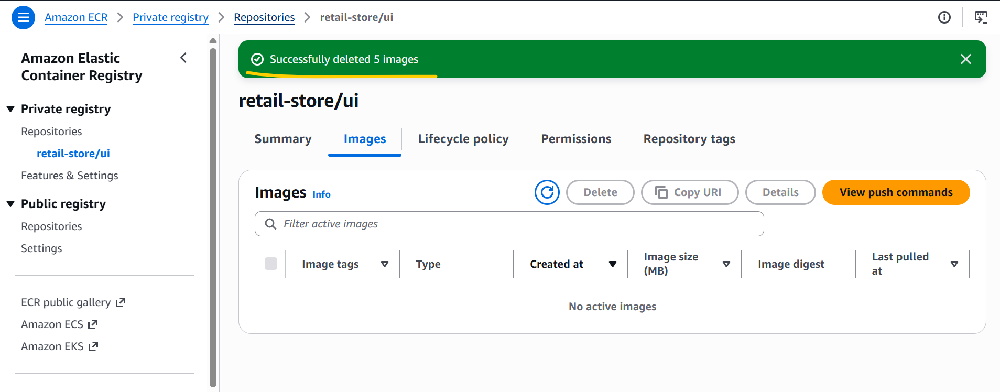 Amazon ECR > Private registry > Repositories > retail-store/ui
Amazon Elastic
Container Registry
Private registry
Repositories
retail-store/ui
Features & Settings
Public registry
Repositories
Settings
ECR public gallery
Amazon ECS
Amazon EKS
Successfully deleted 5 images
retail-store/ui
Summary Images Lifecycle policy Permissions Repository tags
Images Info Delete Copy URI Details View push commands
Filter active images
Image tags Type Created at Image size (MB) Image digest Last pulled at
No active images